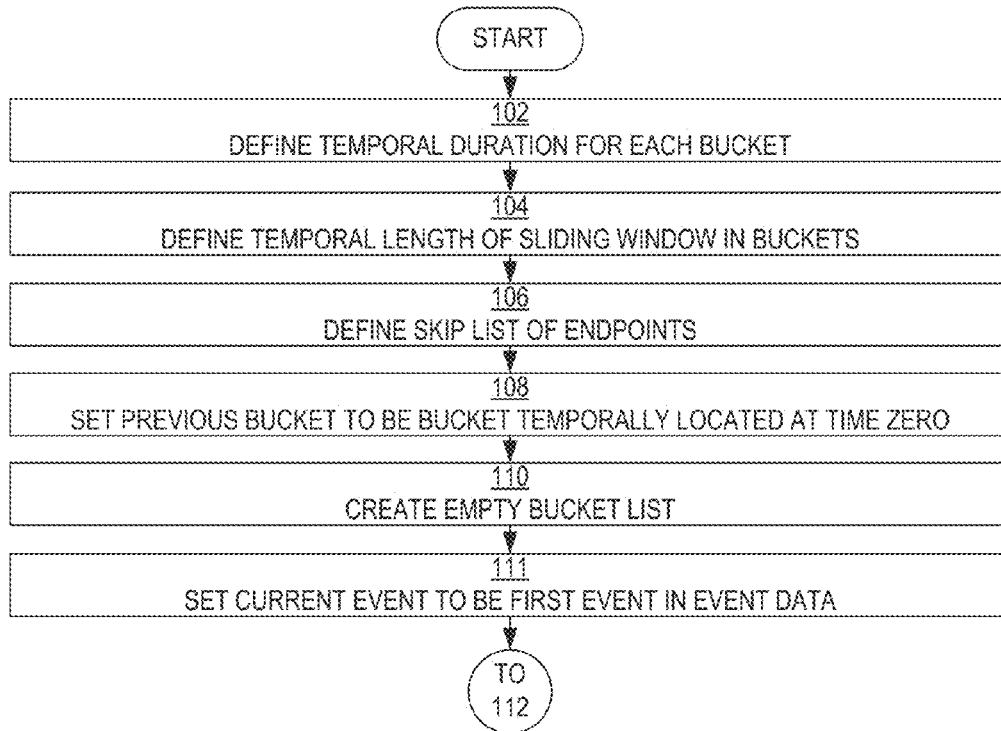 START
102
DEFINE TEMPORAL DURATION FOR EACH BUCKET
104
DEFINE TEMPORAL LENGTH OF SLIDING WINDOW IN BUCKETS
106
DEFINE SKIP LIST OF ENDPOINTS
108
SET PREVIOUS BUCKET TO BE BUCKET TEMPORALLY LOCATED AT TIME ZERO
110
CREATE EMPTY BUCKET LIST
111
SET CURRENT EVENT TO BE FIRST EVENT IN EVENT DATA
TO
112